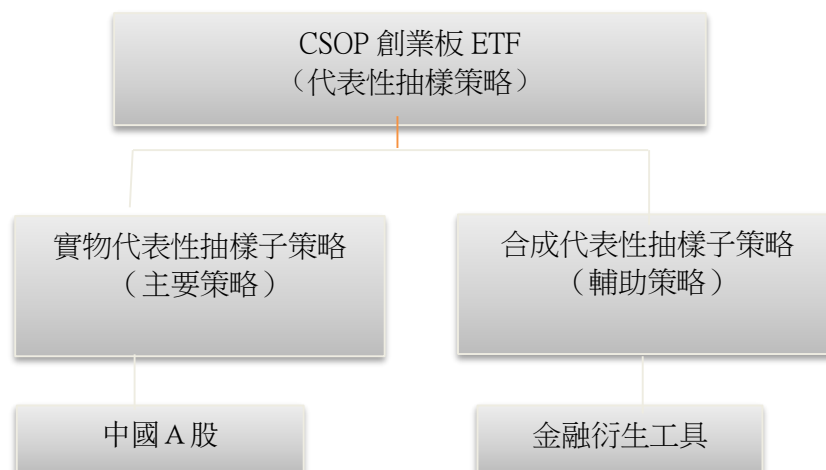 CSOP 創業板 ETF
（代表性抽樣策略）
實物代表性抽樣子策略
（主要策略）
合成代表性抽樣子策略
（輔助策略）
中國 A 股
金融衍生工具